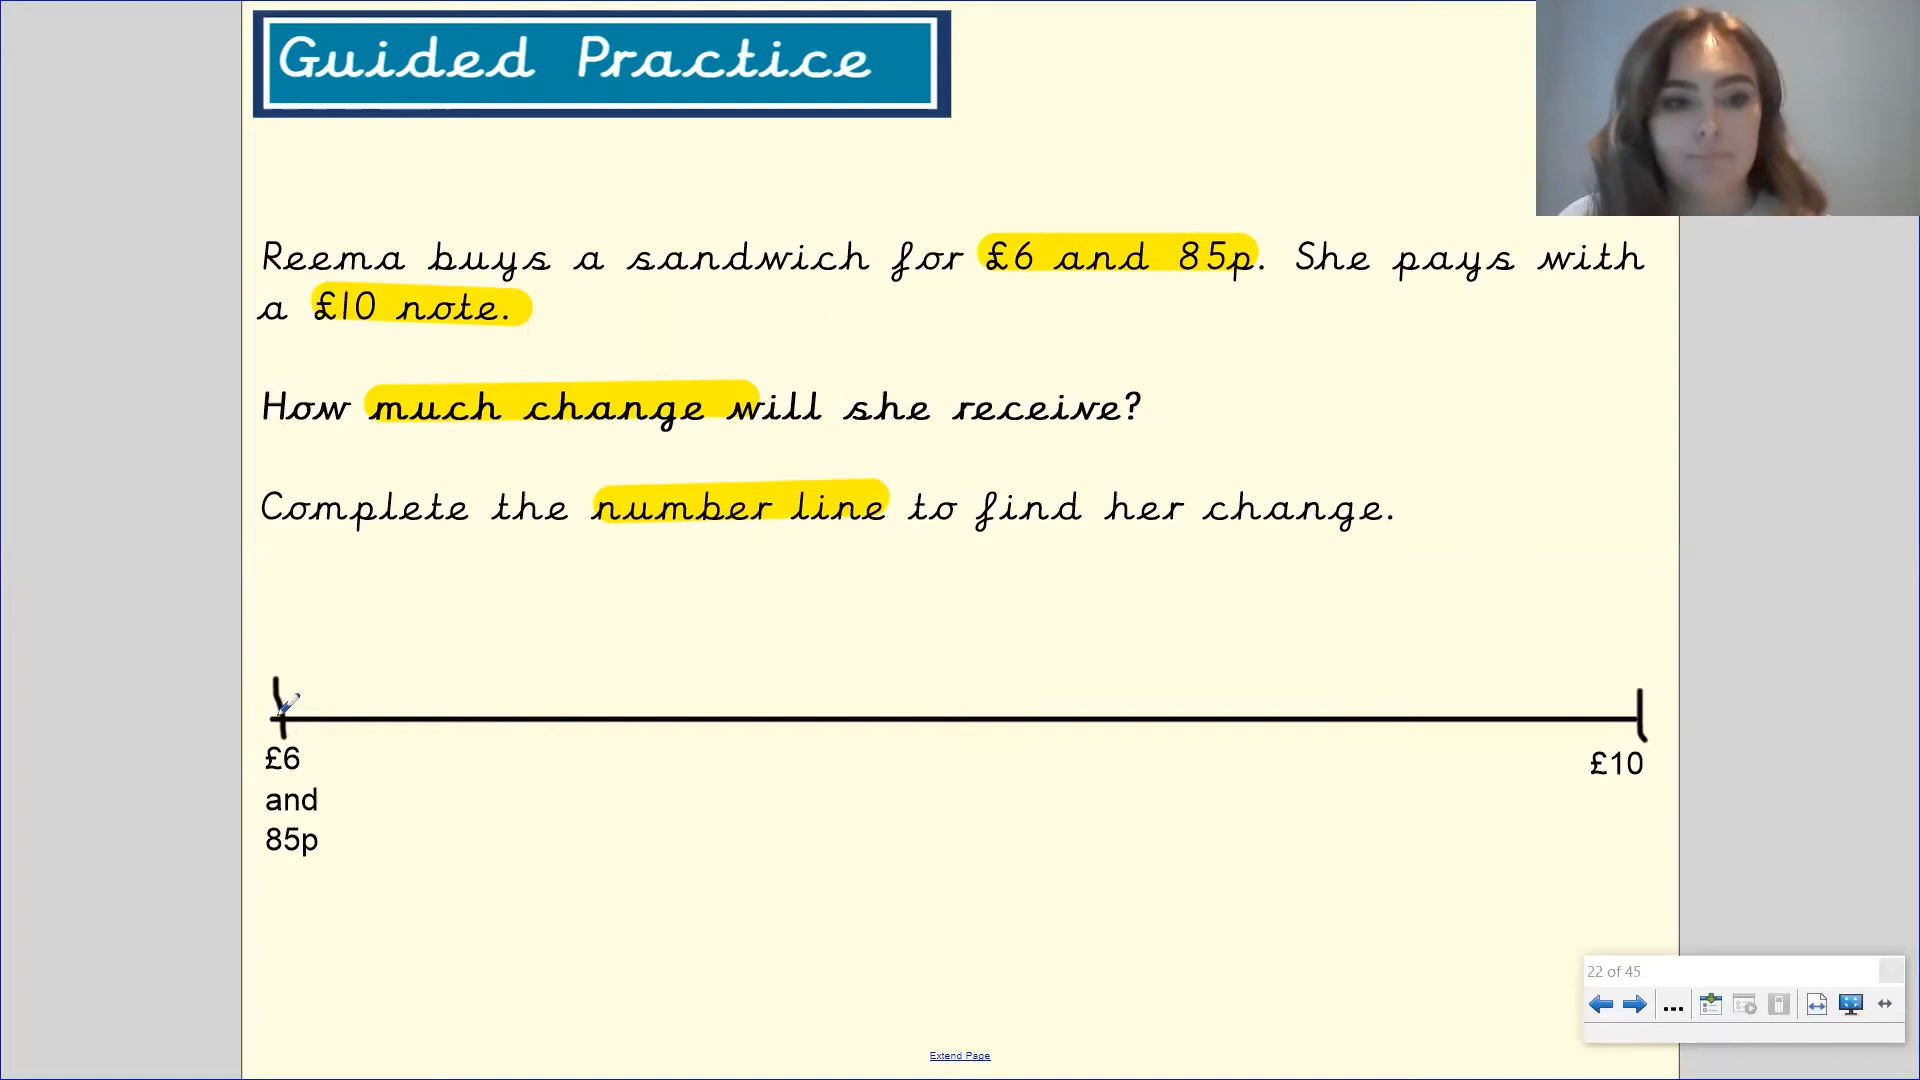 Guided Practice
Reema buys a sandwich for £6 and 85p. She pays with
a £10 note.
How much change will she receive?
Complete the number line to find her change.
£6
and
85p
£10
22 of 45
Extend Page